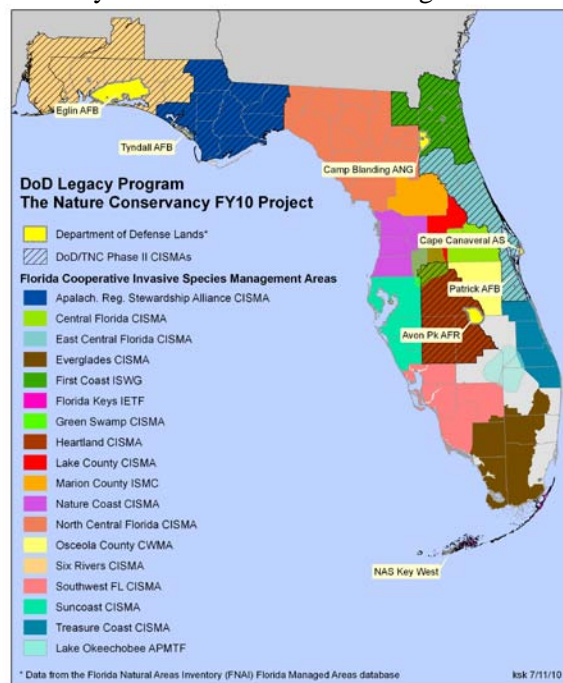 Eglin AFB
Tyndall AFB
Camp Blanding ANG
DoD Legacy Program
The Nature Conservancy FY10 Project
Department of Defense Lands*
DoD/TNC Phase II CISMAs
Cape Canaveral AS
Patrick AFB
Avon Pk AFR
Florida Cooperative Invasive Species Management Areas
Apalach. Reg. Stewardship Alliance CISMA
Central Florida CISMA
East Central Florida CISMA
Everglades CISMA
First Coast ISWG
Florida Keys IETF
Green Swamp CISMA
Heartland CISMA
Lake County CISMA
Marion County ISMC
Nature Coast CISMA
North Central Florida CISMA
Osceola County CWMA
Six Rivers CISMA
Southwest FL CISMA
Suncoast CISMA
Treasure Coast CISMA
Lake Okeechobee APMTF
NAS Key West
* Data from the Florida Natural Areas Inventory (FNAI) Florida Managed Areas database
ksk 7/11/10